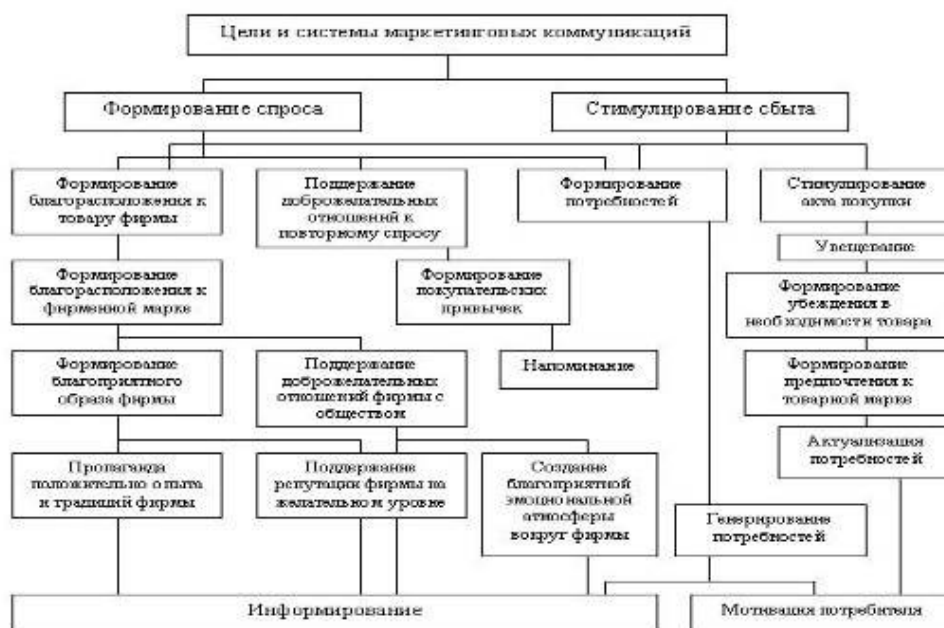 Цели и системы маркетинговых коммуникаций
Формирование спроса
Стимулирование сбыта
Формирование
благорасположения к
товару фирмы
Поддержание
доброжелательных
отношений к
повторному спросу
Формирование
потребностей
Стимулирование
акта покупки
Увещевание
Формирование
благорасположения к
фирменной марке
Формирование
покупательских
привычек
Формирование
убеждения в
необходимости товара
Формирование
благоприятного
образа фирмы
Поддержание
доброжелательных
отношений фирмы с
обществом
Напоминание
Формирование
предпочтения к
товарной марке
Актуализация
потребностей
Пропаганда
положительно опыта
и традиций фирмы
Поддержание
репутации фирмы на
желательном уровне
Создание
благоприятной
эмоциональной
атмосферы
вокруг фирмы
Генерирование
потребностей
Информирование
Мотивация потребителя